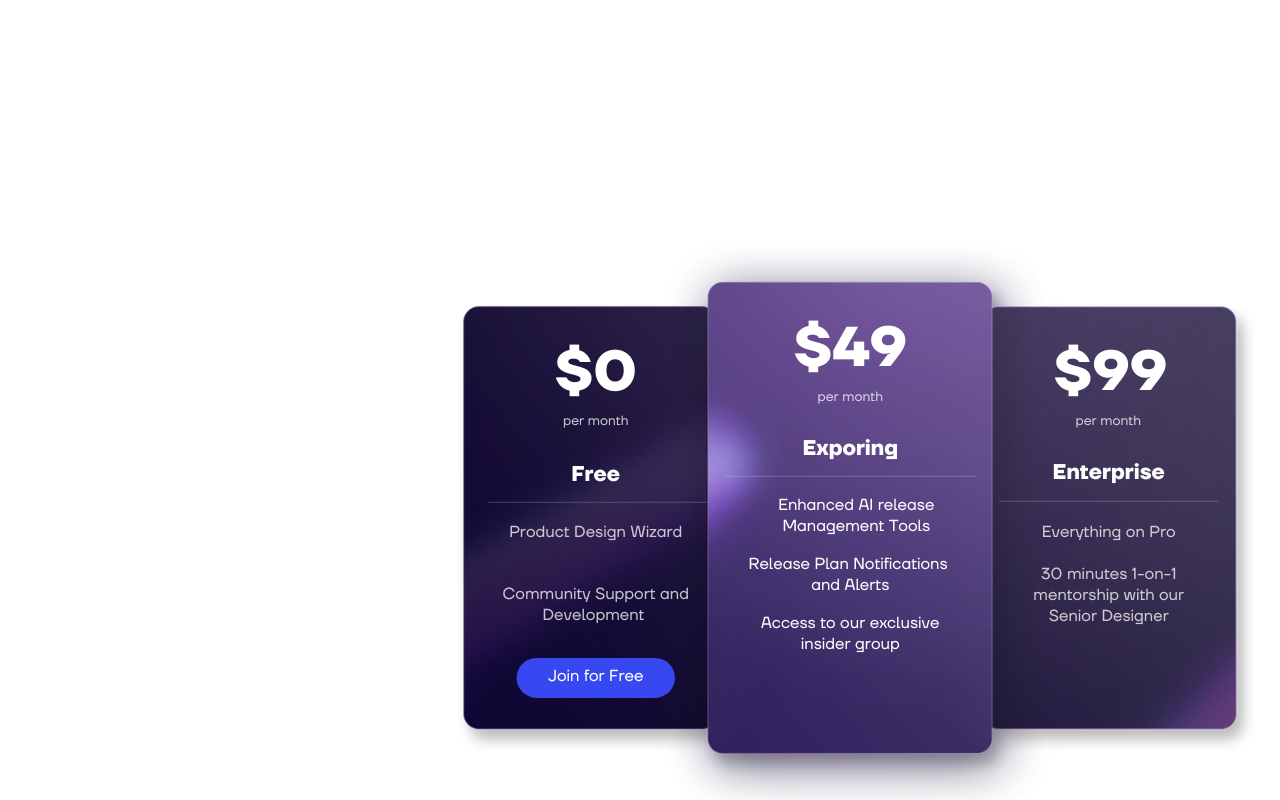 $0
per month
Free
Product Design Wizard
Community Support and
Development
Join for Free
$49
per month
Exporing
Enhanced AI release
Management Tools
Release Plan Notifications
and Alerts
Access to our exclusive
insider group
$99
per month
Enterprise
Everything on Pro
30 minutes 1-on-1
mentorship with our
Senior Designer